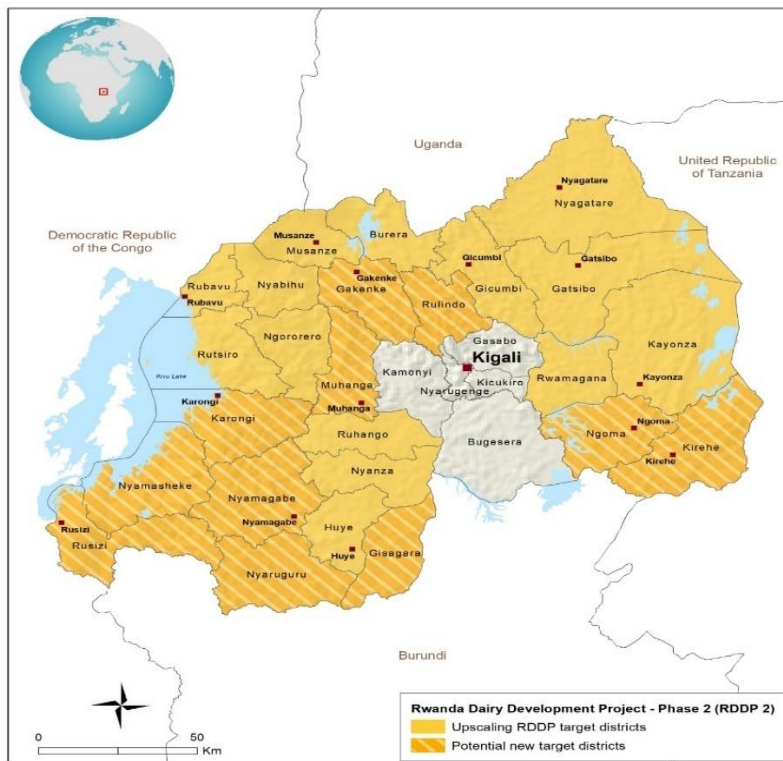 Uganda
United Republic
of Tanzania
Democratic Republic
of the Congo
Nyagatare
Nyagatare
Musanze
Musanze
Burera
Gicumbi
Gicumbi
Gatsibo
Gatsibo
Rubavu
Rubavu
Nyabihu
Gakenke
Gakenke
Rulindo
Rutsiro
Ngororero
Gasabo
Kigali
Kamonyi
Nyarugenge
Kicukiro
Rwamagana
Kayonza
Kayonza
Kivu Lake
Karongi
Karongi
Muhanga
Muhanga
Ruhango
Bugesera
Ngoma
Ngoma
Kirehe
Kirehe
Nyamasheke
Nyamagabe
Nyamagabe
Nyanza
Huye
Huye
Gisagara
Rusizi
Rusizi
Nyaruguru
Burundi
0 50
Km
Rwanda Dairy Development Project - Phase 2 (RDDP 2)
Upscaling RDDP target districts
Potential new target districts